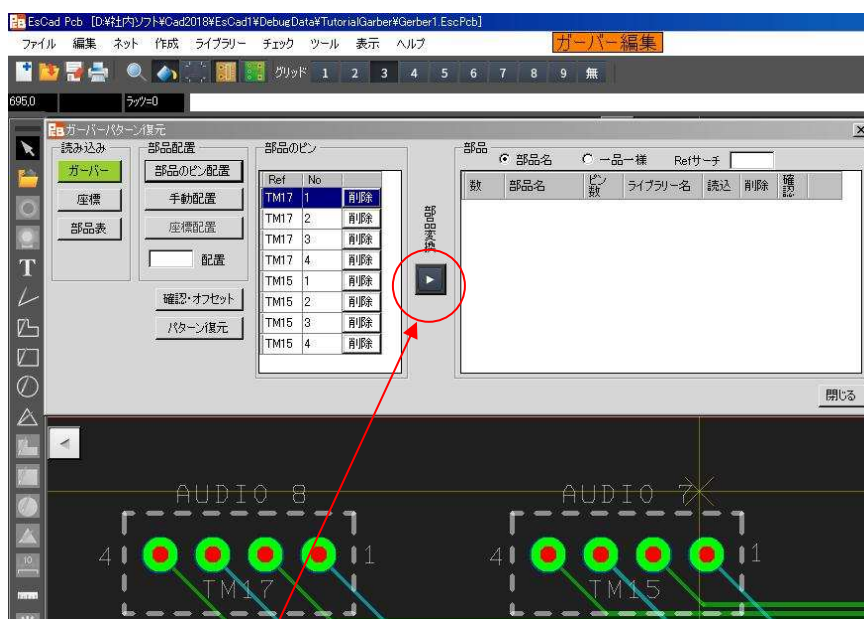 EsCad Pcb [D:¥社内ソフト¥Cad2018¥EsCad1¥DebugData¥TutorialGarber¥Gerber1.EscPcb]
ファイル 編集 ネット 作成 ライブラリー チェック ツール 表示 ヘルプ ガーバー編集
グリッド 1 2 3 4 5 6 7 8 9 無
695,0 ラッツ=0
ガーバーパターン復元 X
読み込み 部品配置 部品のピン 部品 部品名 一品一様 Refサーチ
ガーバー 部品のピン配置
座標 手動配置
部品表 座標配置
配置
確認・オフセット
パターン復元
Ref No
TM17 1 削除
TM17 2 削除
TM17 3 削除
TM17 4 削除
TM15 1 削除
TM15 2 削除
TM15 3 削除
TM15 4 削除
部品変換
数 部品名 ピン数 ライブラリー名 読込 削除 確認
閉じる
T
10
<
AUDIO 8 AUDIO 7
4 1 4 1
TM17 TM15